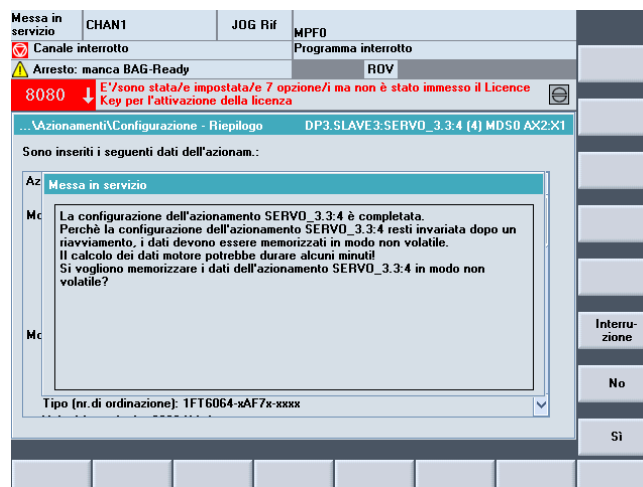 Messa in servizio
CHAN1
JOG Rif
MPF0
Canale interrotto
Programma interrotto
Arresto: manca BAG-Ready
ROV
8080
E'/sono stata/e impostata/e 7 opzione/i ma non è stato immesso il Licence
Key per l'attivazione della licenza
...\Azionamenti\Configurazione - Riepilogo
DP3.SLAVE3:SERVO_3.3:4 (4) MDS0 AX2:X1
Sono inseriti i seguenti dati dell'azionam.:
Az
Messa in servizio
Mo
La configurazione dell'azionamento SERVO_3.3:4 è completata.
Perchè la configurazione dell'azionamento SERVO_3.3:4 resti invariata dopo un
riavviamento, i dati devono essere memorizzati in modo non volatile.
Il calcolo dei dati motore potrebbe durare alcuni minuti!
Si vogliono memorizzare i dati dell'azionamento SERVO_3.3:4 in modo non
volatile?
Mo
Tipo (nr.di ordinazione): 1FT6064-xAF7x-xxxx
Interru-
zione
No
Sì